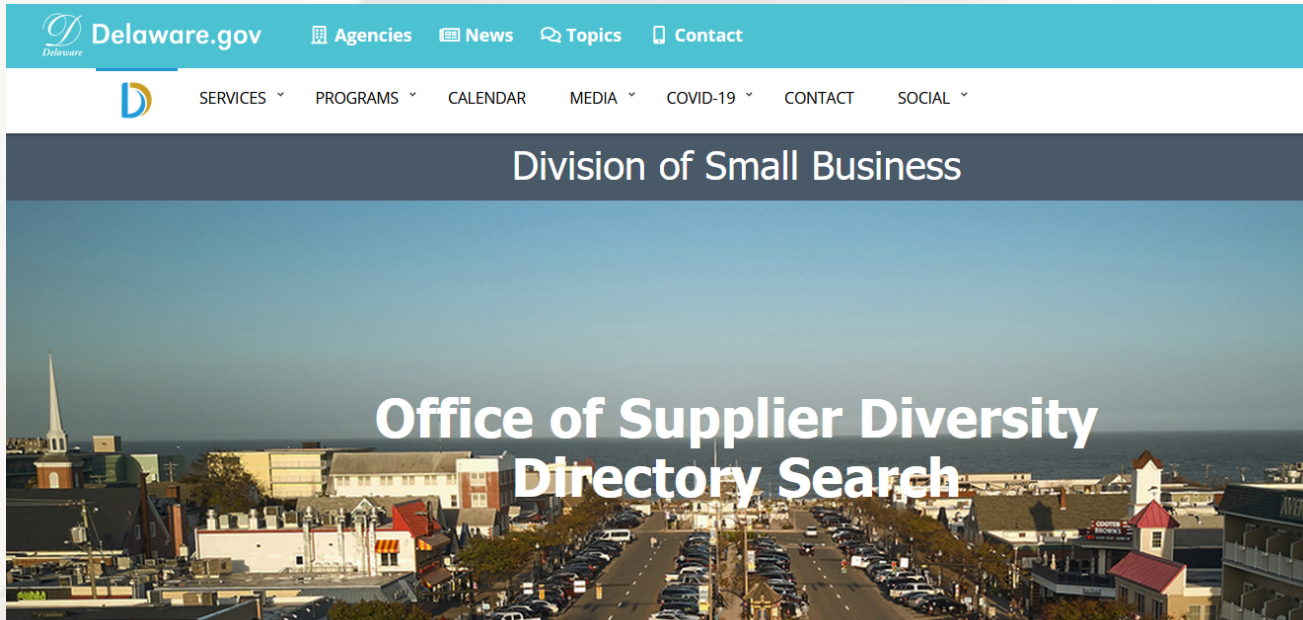 Delaware
Delaware.gov Agencies News Topics Contact
SERVICES PROGRAMS CALENDAR MEDIA COVID-19 CONTACT SOCIAL
Division of Small Business
Office of Supplier Diversity
Directory Search
COOTER
BROWN'S